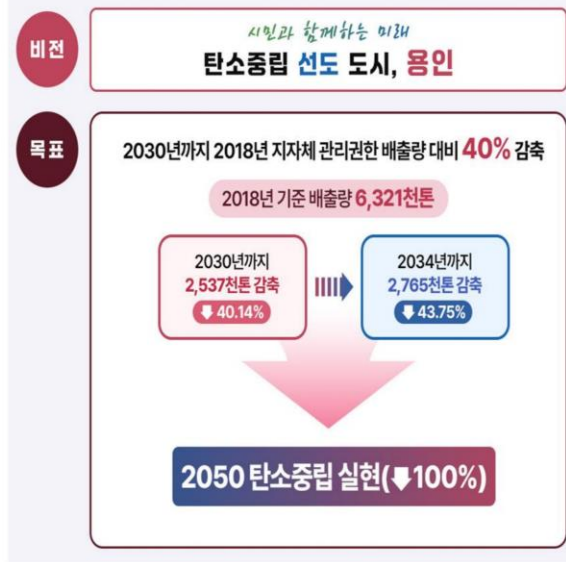 비전
시민과 함께하는 미래
탄소중립 선도 도시, 용인
목표
2030년까지 2018년 지자체 관리권한 배출량 대비 40% 감축
2018년 기준 배출량 6,321천톤
2030년까지
2,537천톤 감축
40.14%
2034년까지
2,765천톤 감축
43.75%
2050 탄소중립 실현(⬇100%)